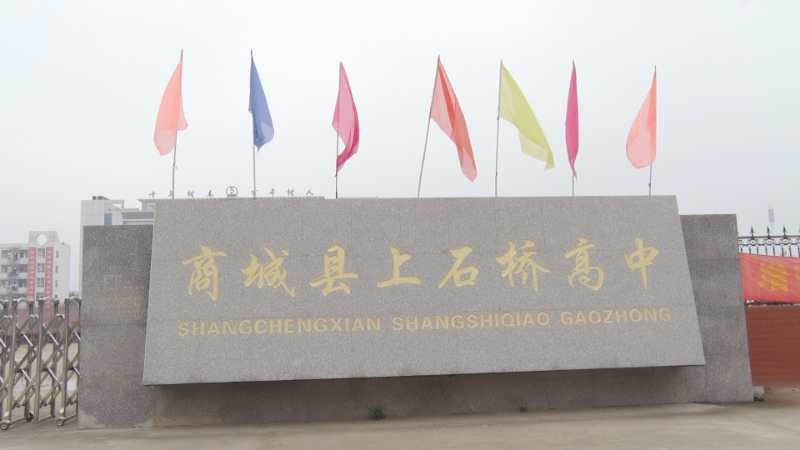 商城县上石桥高中
SHANGCHENGXIAN SHANGSHIQIAO GAOZHONG